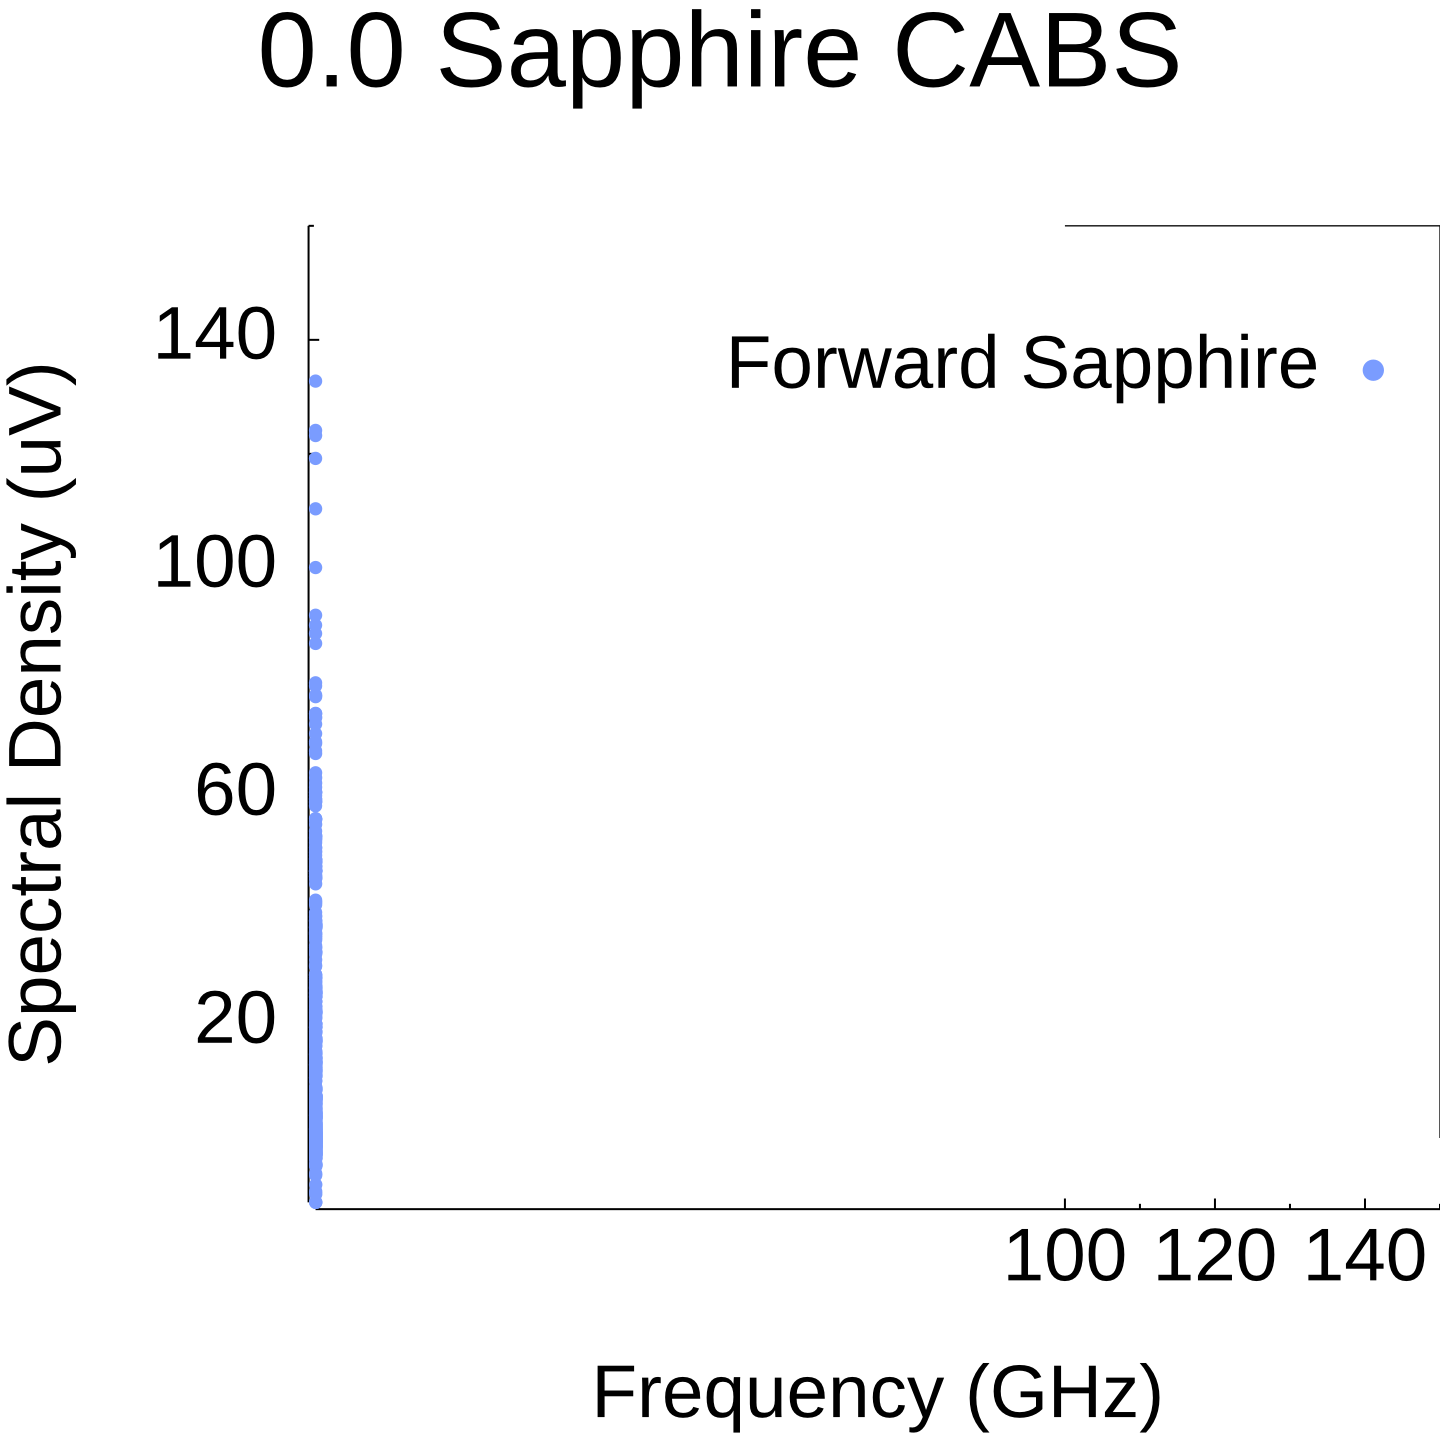 0.0 Sapphire CABS
Forward Sapphire
Spectral Density (uV)
140
100
60
20
100 120 140
Frequency (GHz)